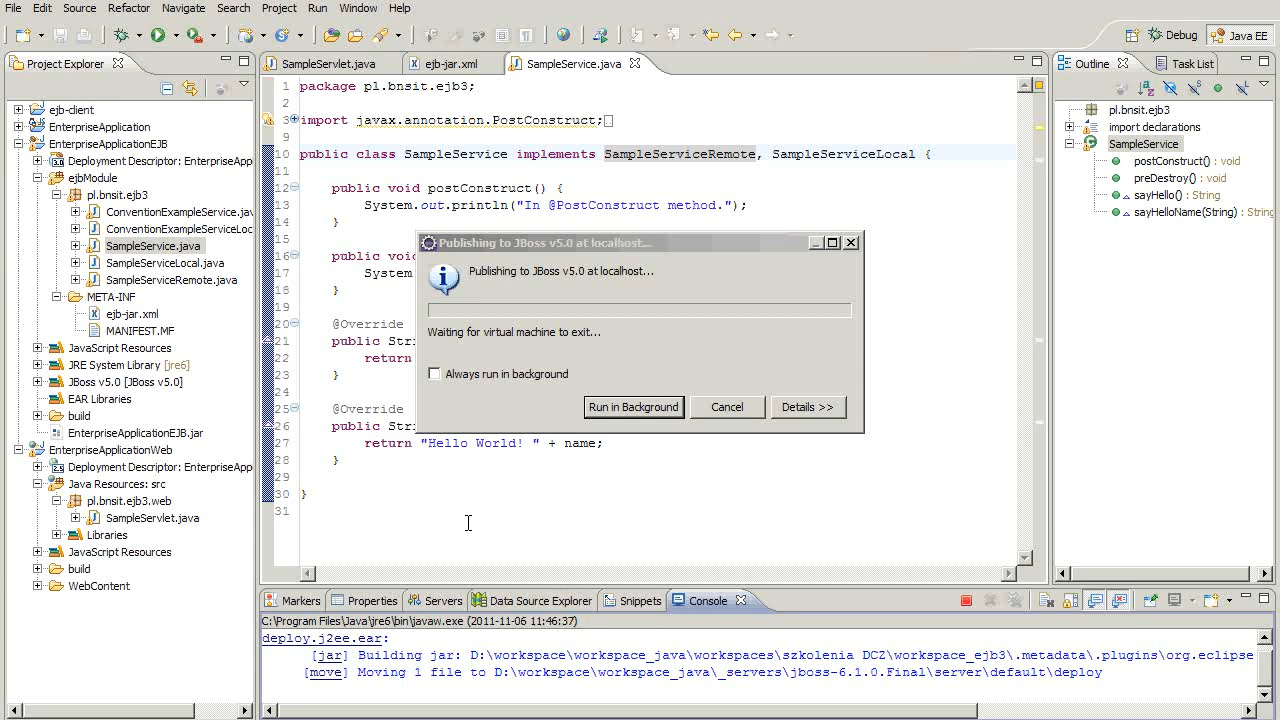 File Edit Source Refactor Navigate Search Project Run Window Help
Debug Java EE
Project Explorer
ejb-client
EnterpriseApplication
EnterpriseApplicationEJB
Deployment Descriptor: EnterpriseApp
ejbModule
pl.bnsit.ejb3
ConventionExampleService.jav
ConventionExampleServiceLoc
SampleService.java
SampleServiceLocal.java
SampleServiceRemote.java
META-INF
ejb-jar.xml
MANIFEST.MF
JavaScript Resources
JRE System Library [jre6]
JBoss v5.0 [JBoss v5.0]
EAR Libraries
build
EnterpriseApplicationEJB.jar
EnterpriseApplicationWeb
Deployment Descriptor: EnterpriseApp
Java Resources: src
pl.bnsit.ejb3.web
SampleServlet.java
Libraries
JavaScript Resources
build
WebContent
SampleServlet.java ejb-jar.xml SampleService.java
1 package pl.bnsit.ejb3;
2
3 import javax.annotation.PostConstruct;
9
10 public class SampleService implements SampleServiceRemote, SampleServiceLocal {
11
12 public void postConstruct() {
13 System.out.println("In @PostConstruct method.");
14 }
15
16 public voi
17 System
18 }
19
20 @Override
21 public Stri
22 return
23 }
24
25 @Override
26 public Stri
27 return "Hello World! " + name;
28 }
29
30 }
31
Publishing to JBoss v5.0 at localhost...
Publishing to JBoss v5.0 at localhost...
Waiting for virtual machine to exit...
Always run in background
Run in Background Cancel Details >>
Outline Task List
pl.bnsit.ejb3
import declarations
SampleService
postConstruct() : void
preDestroy() : void
sayHello() : String
sayHelloName(String) : String
Markers Properties Servers Data Source Explorer Snippets Console
C:\Program Files\Java\jre6\bin\javaw.exe (2011-11-06 11:46:37)
deploy.j2ee.ear:
[jar] Building jar: D:\workspace\workspace_java\workspaces\szkolenia DCZ\workspace_ejb3\.metadata\.plugins\org.eclipse
[move] Moving 1 file to D:\workspace\workspace_java\_servers\jboss-6.1.0.Final\server\default\deploy